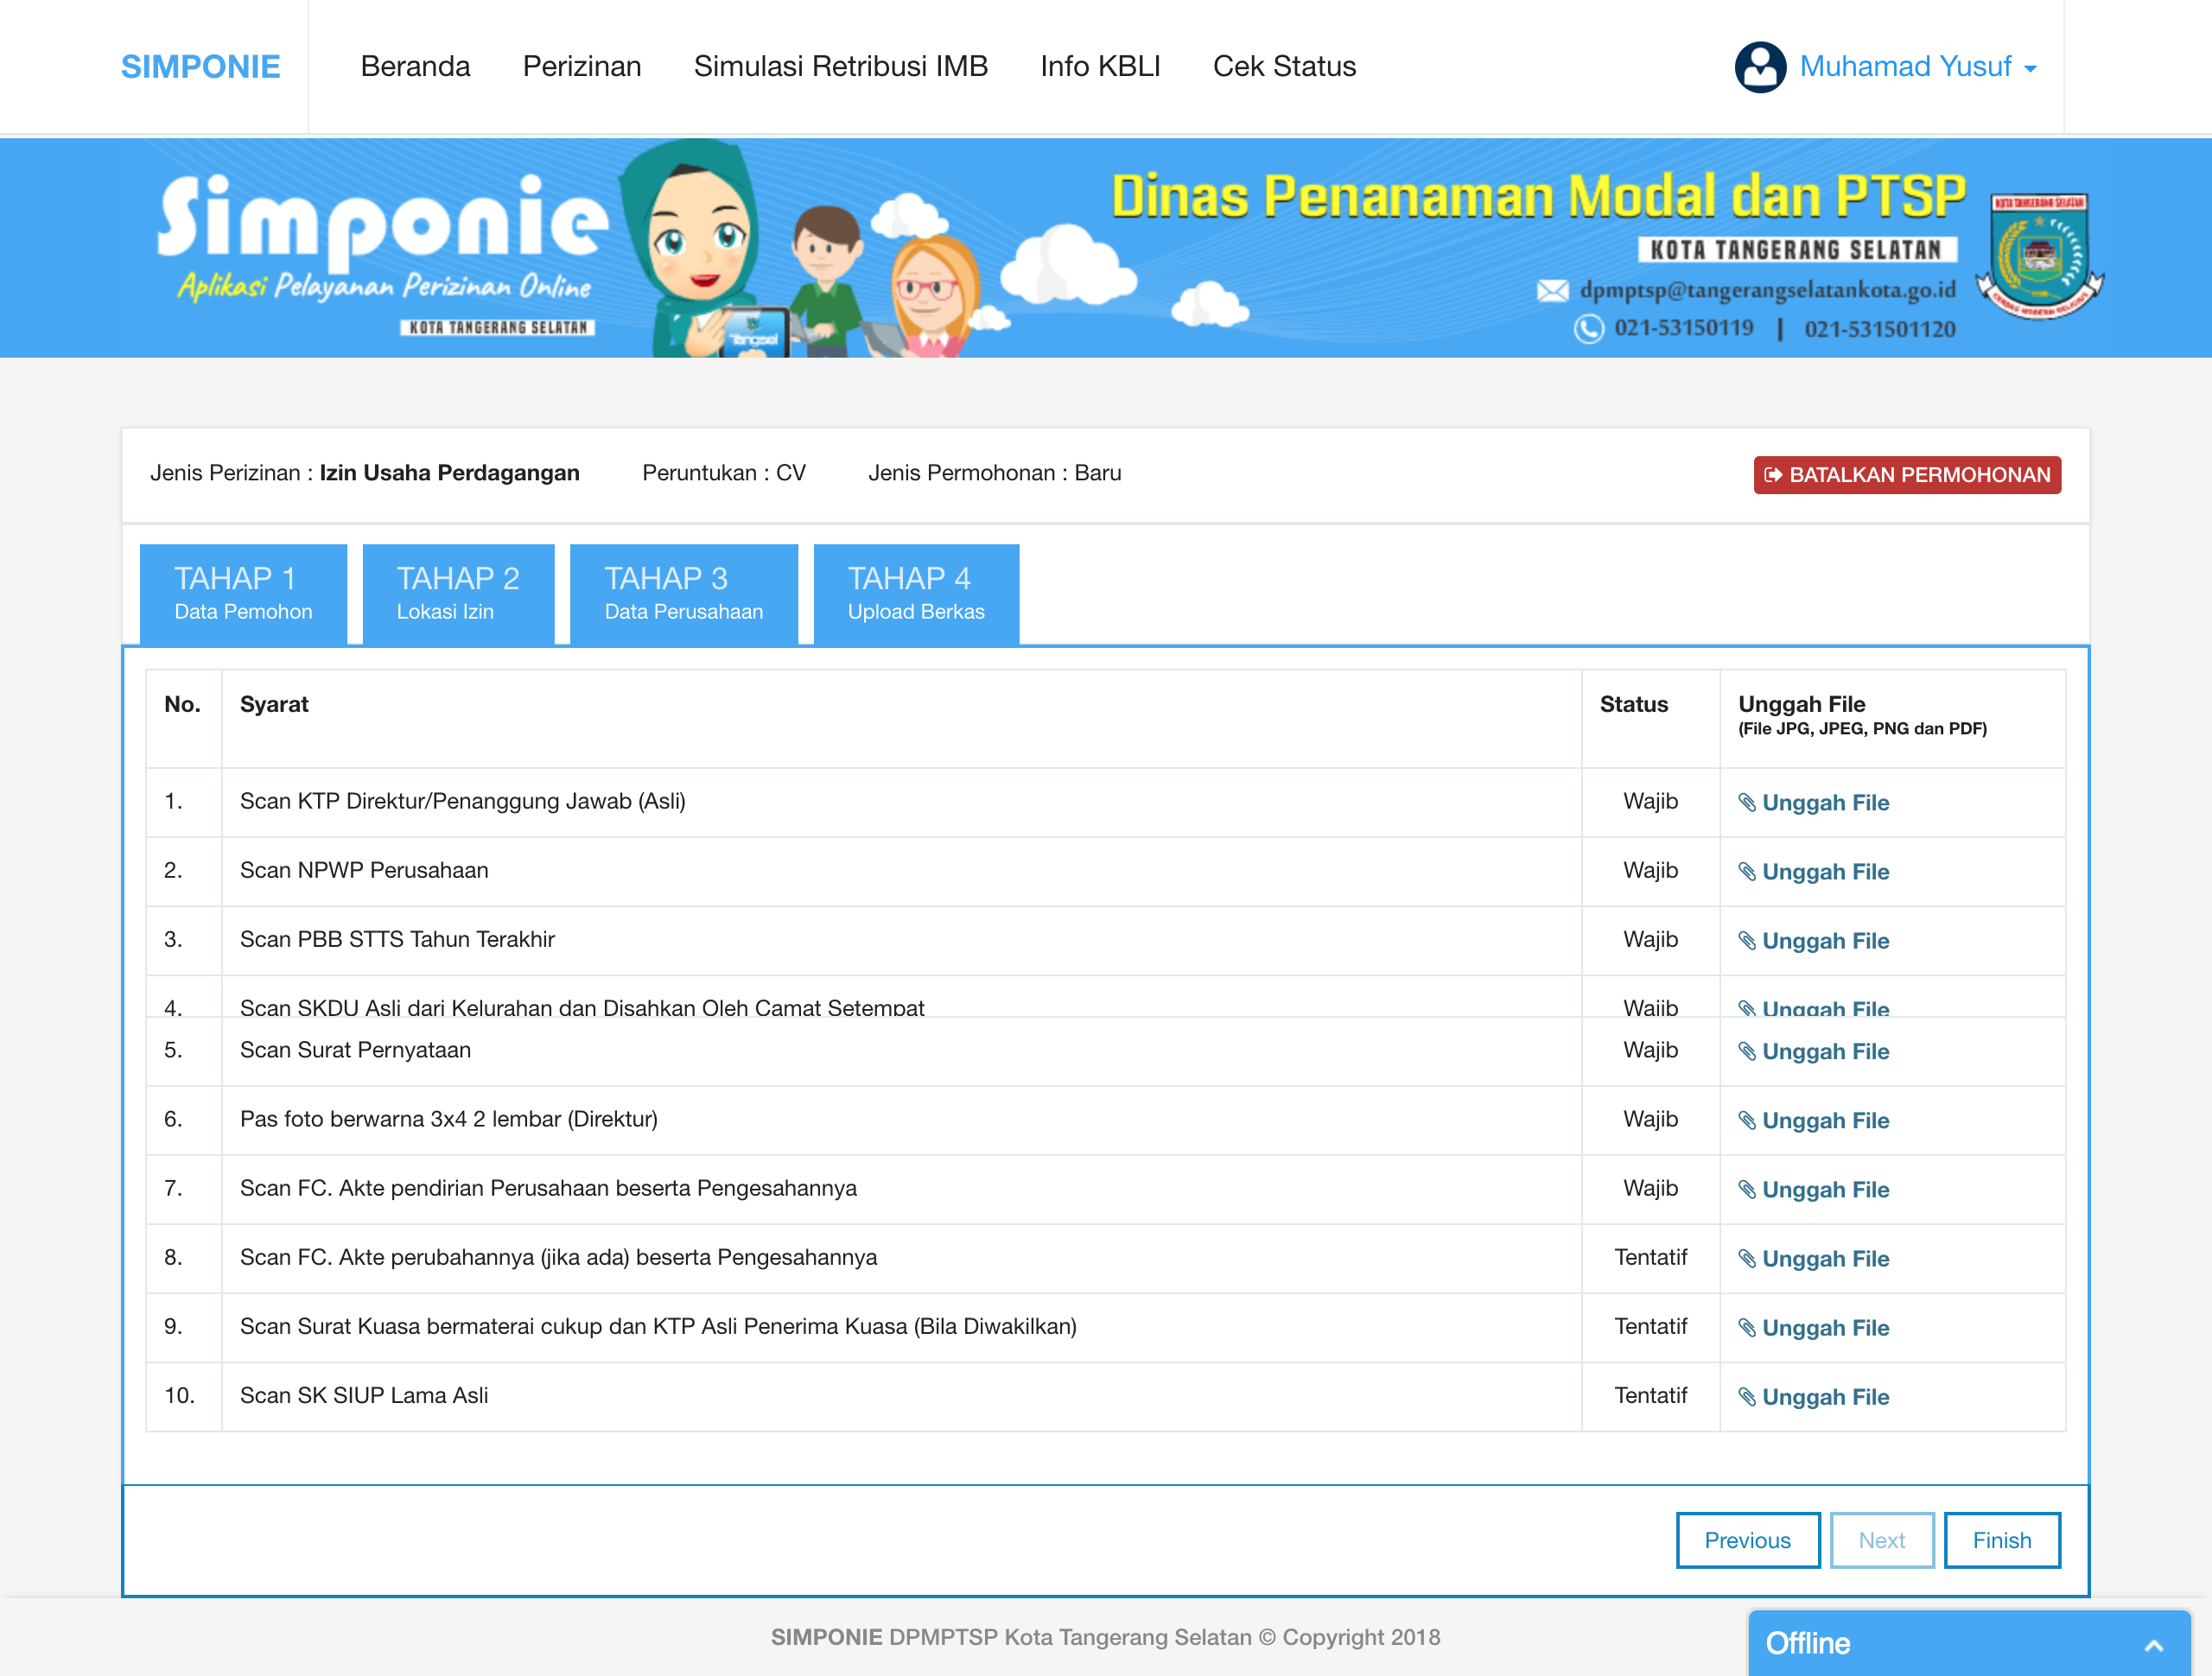 SIMPONIE
Beranda
Perizinan
Simulasi Retribusi IMB
Info KBLI
Cek Status
Muhamad Yusuf
Simponie
Aplikasi Pelayanan Perizinan Online
KOTA TANGERANG SELATAN
Tangsel
Dinas Penanaman Modal dan PTSP
KOTA TANGERANG SELATAN
dpmptsp@tangerangselatankota.go.id
021-53150119 | 021-531501120
KOTA TANGERANG SELATAN
Jenis Perizinan : Izin Usaha Perdagangan
Peruntukan : CV
Jenis Permohonan : Baru
BATALKAN PERMOHONAN
TAHAP 1
Data Pemohon
TAHAP 2
Lokasi Izin
TAHAP 3
Data Perusahaan
TAHAP 4
Upload Berkas
No. Syarat Status Unggah File
(File JPG, JPEG, PNG dan PDF)
1. Scan KTP Direktur/Penanggung Jawab (Asli) Wajib Unggah File
2. Scan NPWP Perusahaan Wajib Unggah File
3. Scan PBB STTS Tahun Terakhir Wajib Unggah File
4. Scan SKDU Asli dari Kelurahan dan Disahkan Oleh Camat Setempat Wajib Unggah File
5. Scan Surat Pernyataan Wajib Unggah File
6. Pas foto berwarna 3x4 2 lembar (Direktur) Wajib Unggah File
7. Scan FC. Akte pendirian Perusahaan beserta Pengesahannya Wajib Unggah File
8. Scan FC. Akte perubahannya (jika ada) beserta Pengesahannya Tentatif Unggah File
9. Scan Surat Kuasa bermaterai cukup dan KTP Asli Penerima Kuasa (Bila Diwakilkan) Tentatif Unggah File
10. Scan SK SIUP Lama Asli Tentatif Unggah File
Previous
Next
Finish
SIMPONIE DPMPTSP Kota Tangerang Selatan © Copyright 2018
Offline